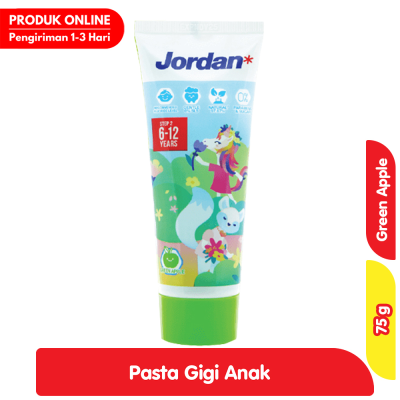 PRODUK ONLINE
Pengiriman 1-3 Hari
Jordan*
STEP 2
6-12
YEARS
Green Apple
75 g
Pasta Gigi Anak